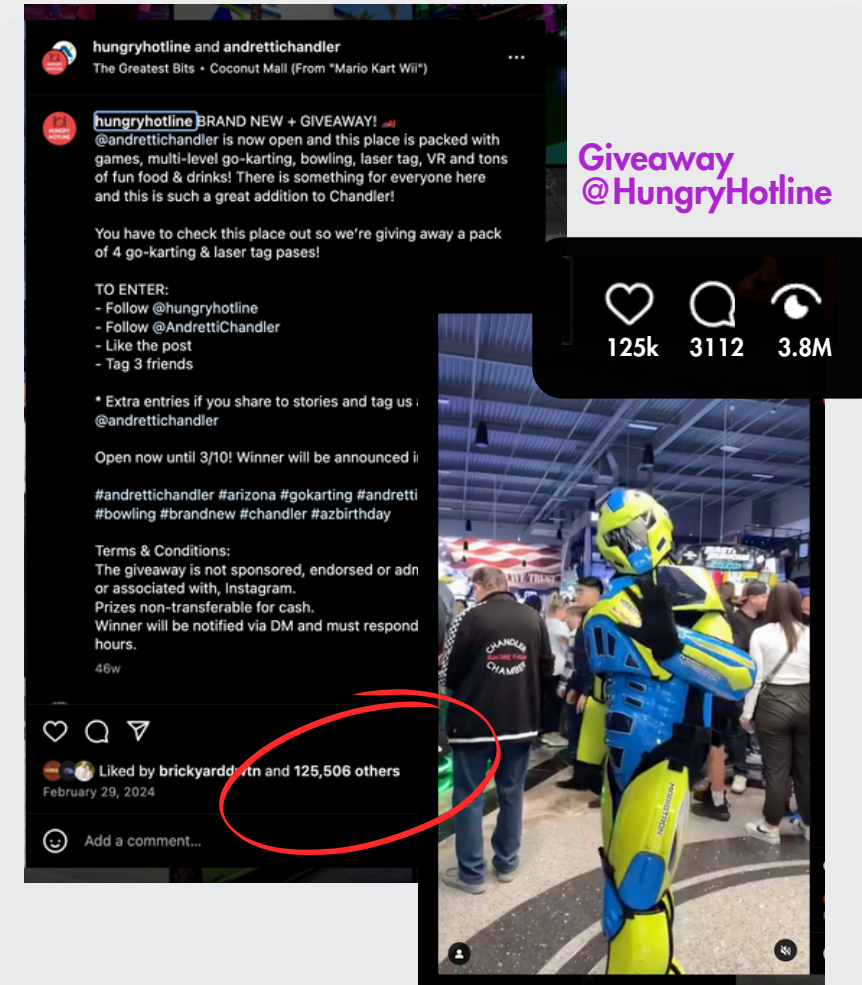 hungryhotline and andrettichandler
The Greatest Bits • Coconut Mall (From "Mario Kart Wii")
hungryhotline BRAND NEW + GIVEAWAY! 🏎️
@andrettichandler is now open and this place is packed with
games, multi-level go-karting, bowling, laser tag, VR and tons
of fun food & drinks! There is something for everyone here
and this is such a great addition to Chandler!
You have to check this place out so we're giving away a pack
of 4 go-karting & laser tag pases!
TO ENTER:
- Follow @hungryhotline
- Follow @AndrettiChandler
- Like the post
- Tag 3 friends
* Extra entries if you share to stories and tag us
@andrettichandler
Open now until 3/10! Winner will be announced
#andrettichandler #arizona #gokarting #andretti
#bowling #brandnew #chandler #azbirthday
Terms & Conditions:
The giveaway is not sponsored, endorsed or adm
or associated with, Instagram.
Prizes non-transferable for cash.
Winner will be notified via DM and must respond
hours.
46w
Liked by brickyarddwtn and 125,506 others
February 29, 2024
Add a comment...
Giveaway
@HungryHotline
125k 3112 3.8M
WE TRUST
FAST & FURIOUS
CHANDLER
Racing Team
CHAMBER